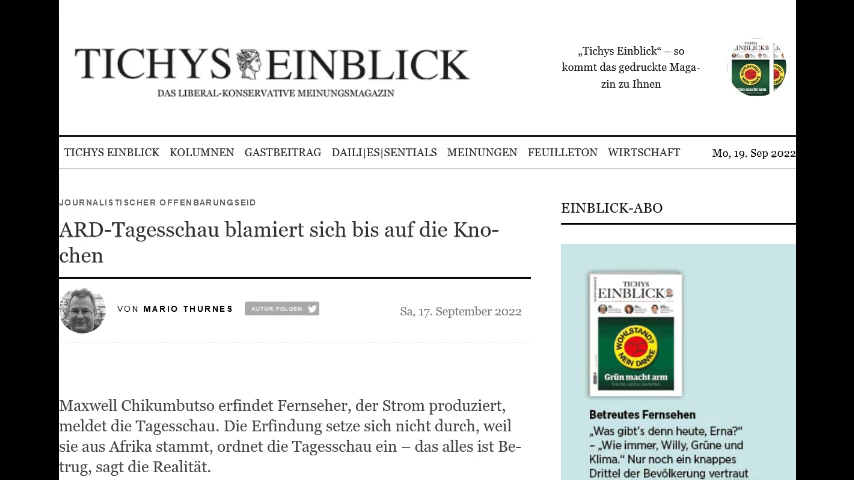 TICHYS EINBLICK
DAS LIBERAL-KONSERVATIVE MEINUNGSMAGAZIN
„Tichys Einblick“ – so
kommt das gedruckte Maga-
zin zu Ihnen
TICHYS EINBLICK KOLUMNEN GASTBEITRAG DAILI|ES|SENTIALS MEINUNGEN FEUILLETON WIRTSCHAFT
Mo, 19. Sep 2022
JOURNALISTISCHER OFFENBARUNGSEID
ARD-Tagesschau blamiert sich bis auf die Kno-
chen
VON MARIO THURNES
AUTOR FOLGEN
Sa, 17. September 2022
Maxwell Chikumbutso erfindet Fernseher, der Strom produziert,
meldet die Tagesschau. Die Erfindung setze sich nicht durch, weil
sie aus Afrika stammt, ordnet die Tagesschau ein – das alles ist Be-
trug, sagt die Realität.
EINBLICK-ABO
TICHYS
EINBLICK
WOHLSTAND?
NEIN DANKE
Grün macht arm
Betreutes Fernsehen
„Was gibt’s denn heute, Erna?“
– „Wie immer, Willy, Grüne und
Klima.“ Nur noch ein knappes
Drittel der Bevölkerung vertraut